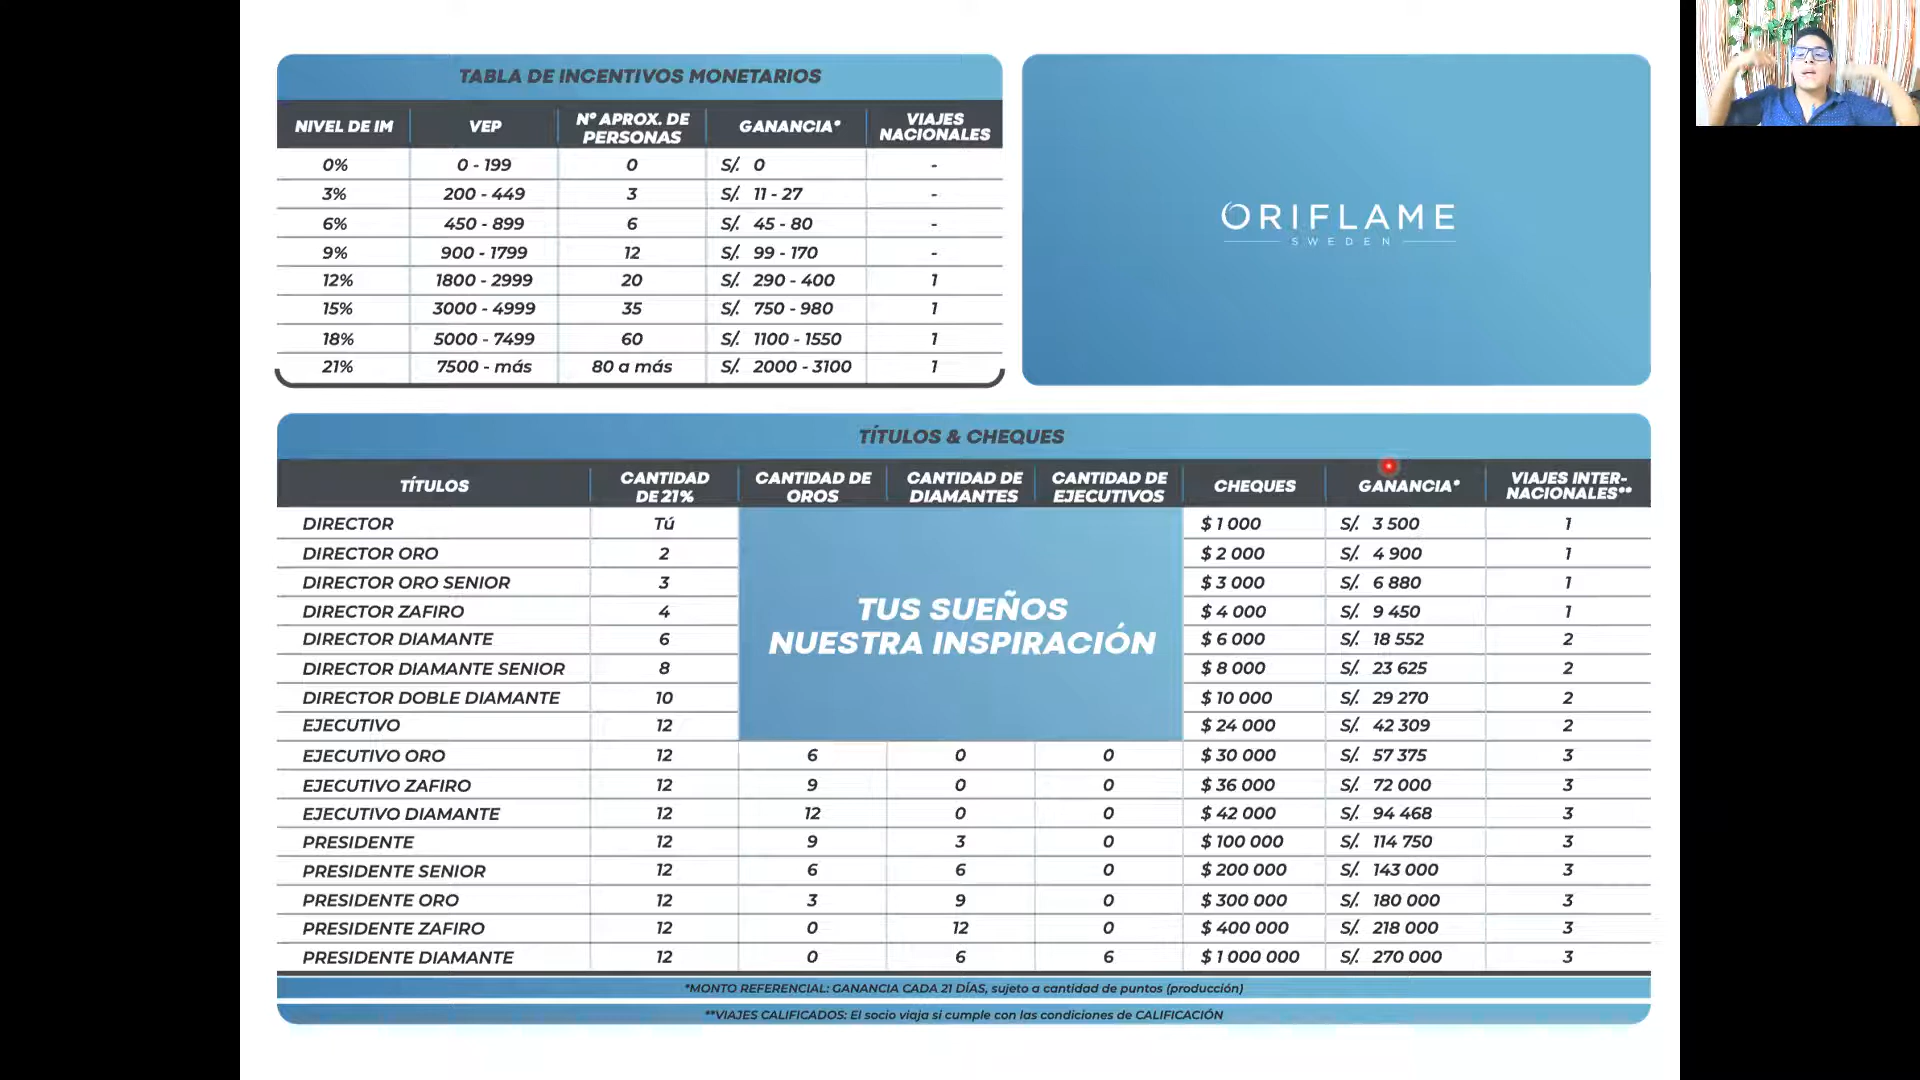 TABLA DE INCENTIVOS MONETARIOS
NIVEL DE IM VEP N° APROX. DE PERSONAS GANANCIA* VIAJES NACIONALES
0% 0 - 199 0 S/. 0 -
3% 200 - 449 3 S/. 11 - 27 -
6% 450 - 899 6 S/. 45 - 80 -
9% 900 - 1799 12 S/. 99 - 170 -
12% 1800 - 2999 20 S/. 290 - 400 1
15% 3000 - 4999 35 S/. 750 - 980 1
18% 5000 - 7499 60 S/. 1100 - 1550 1
21% 7500 - más 80 a más S/. 2000 - 3100 1
ORIFLAME
SWEDEN
TÍTULOS & CHEQUES
TÍTULOS CANTIDAD DE 21% CANTIDAD DE OROS CANTIDAD DE DIAMANTES CANTIDAD DE EJECUTIVOS CHEQUES GANANCIA* VIAJES INTER-NACIONALES**
DIRECTOR Tú $ 1 000 S/. 3 500 1
DIRECTOR ORO 2 $ 2 000 S/. 4 900 1
DIRECTOR ORO SENIOR 3 $ 3 000 S/. 6 880 1
DIRECTOR ZAFIRO 4 $ 4 000 S/. 9 450 1
DIRECTOR DIAMANTE 6 $ 6 000 S/. 18 552 2
DIRECTOR DIAMANTE SENIOR 8 $ 8 000 S/. 23 625 2
DIRECTOR DOBLE DIAMANTE 10 $ 10 000 S/. 29 270 2
EJECUTIVO 12 $ 24 000 S/. 42 309 2
TUS SUEÑOS
NUESTRA INSPIRACIÓN
EJECUTIVO ORO 12 6 0 0 $ 30 000 S/. 57 375 3
EJECUTIVO ZAFIRO 12 9 0 0 $ 36 000 S/. 72 000 3
EJECUTIVO DIAMANTE 12 12 0 0 $ 42 000 S/. 94 468 3
PRESIDENTE 12 9 3 0 $ 100 000 S/. 114 750 3
PRESIDENTE SENIOR 12 6 6 0 $ 200 000 S/. 143 000 3
PRESIDENTE ORO 12 3 9 0 $ 300 000 S/. 180 000 3
PRESIDENTE ZAFIRO 12 0 12 0 $ 400 000 S/. 218 000 3
PRESIDENTE DIAMANTE 12 0 6 6 $ 1 000 000 S/. 270 000 3
*MONTO REFERENCIAL: GANANCIA CADA 21 DÍAS, sujeto a cantidad de puntos (producción)
**VIAJES CALIFICADOS: El socio viaja si cumple con las condiciones de CALIFICACIÓN